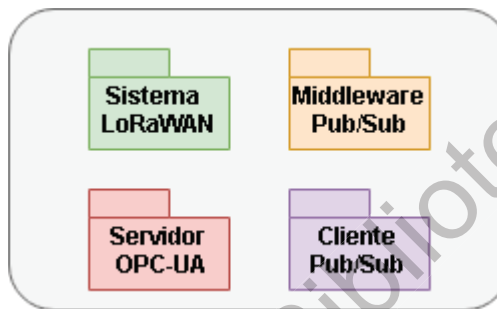 Sistema
LoRaWAN
Middleware
Pub/Sub
Servidor
OPC-UA
Cliente
Pub/Sub